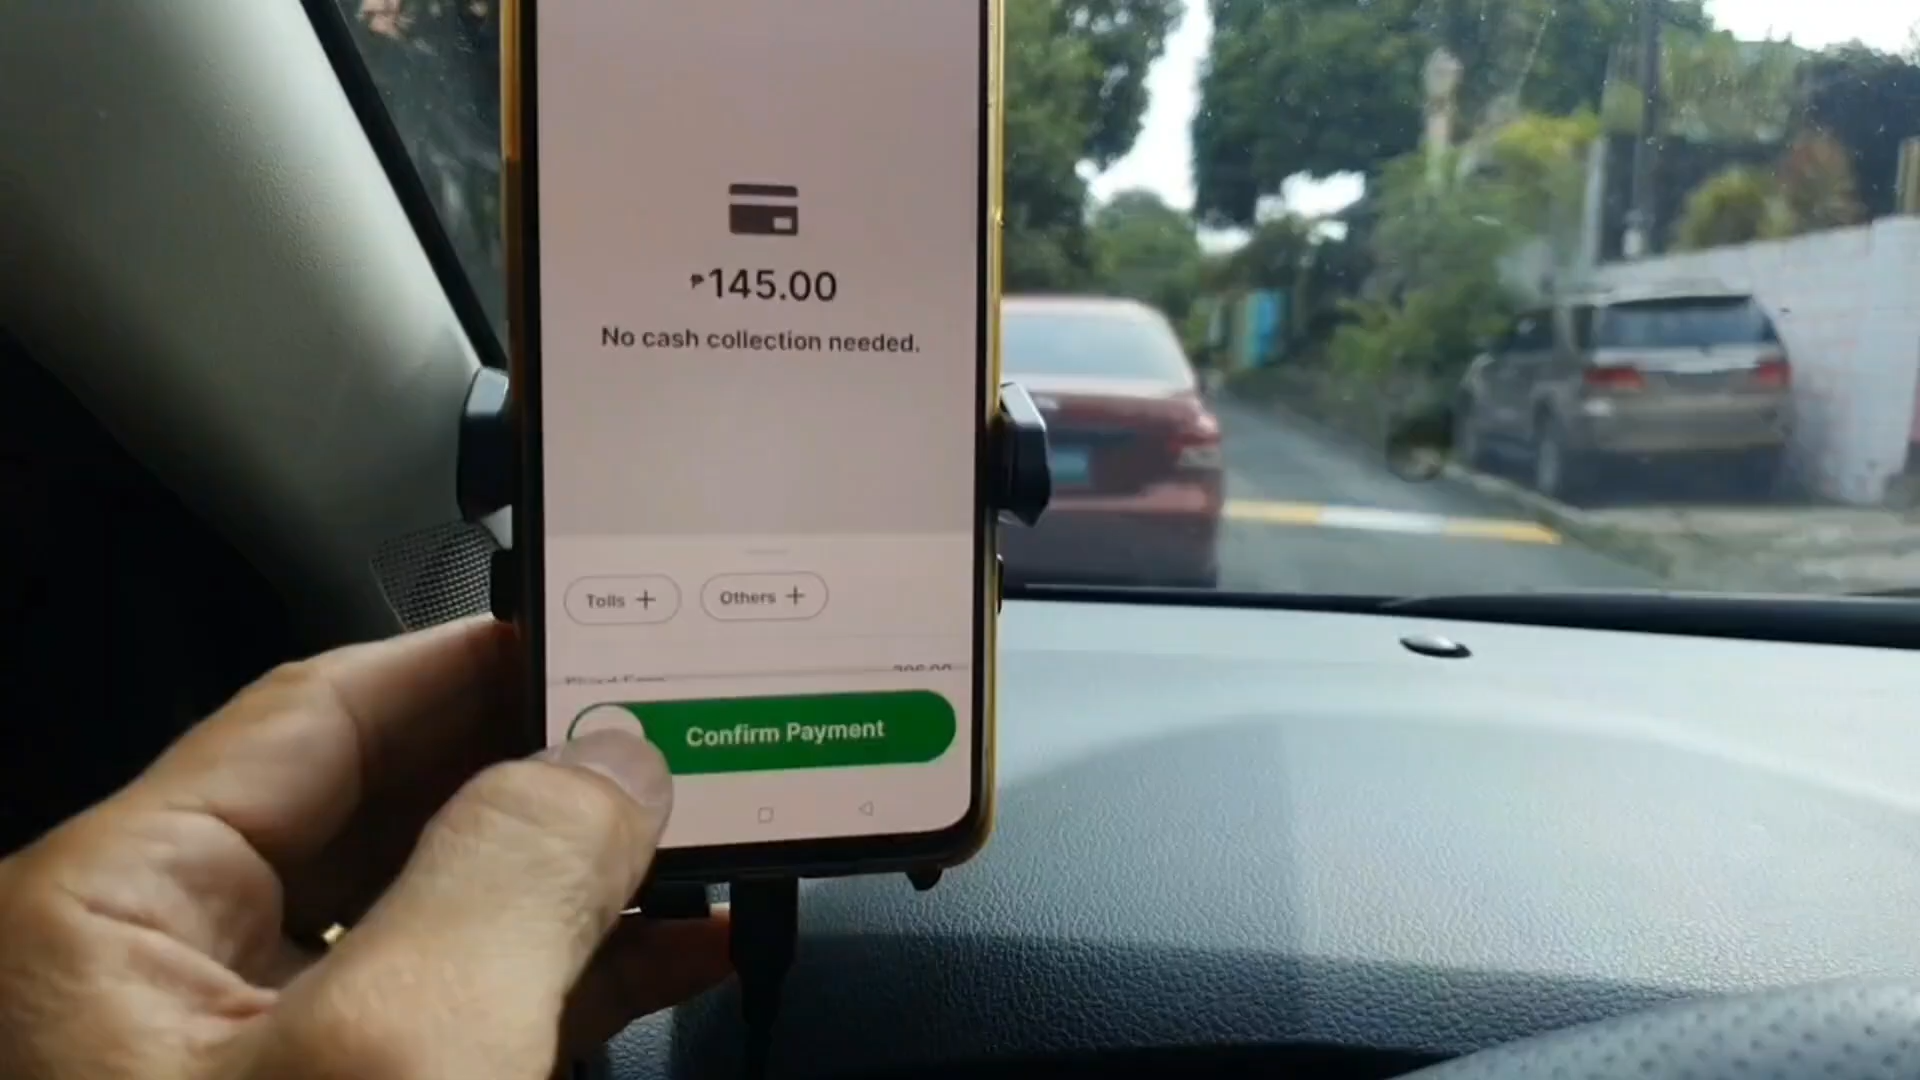 ₱145.00
No cash collection needed.
Tolls +
Others +
Confirm Payment